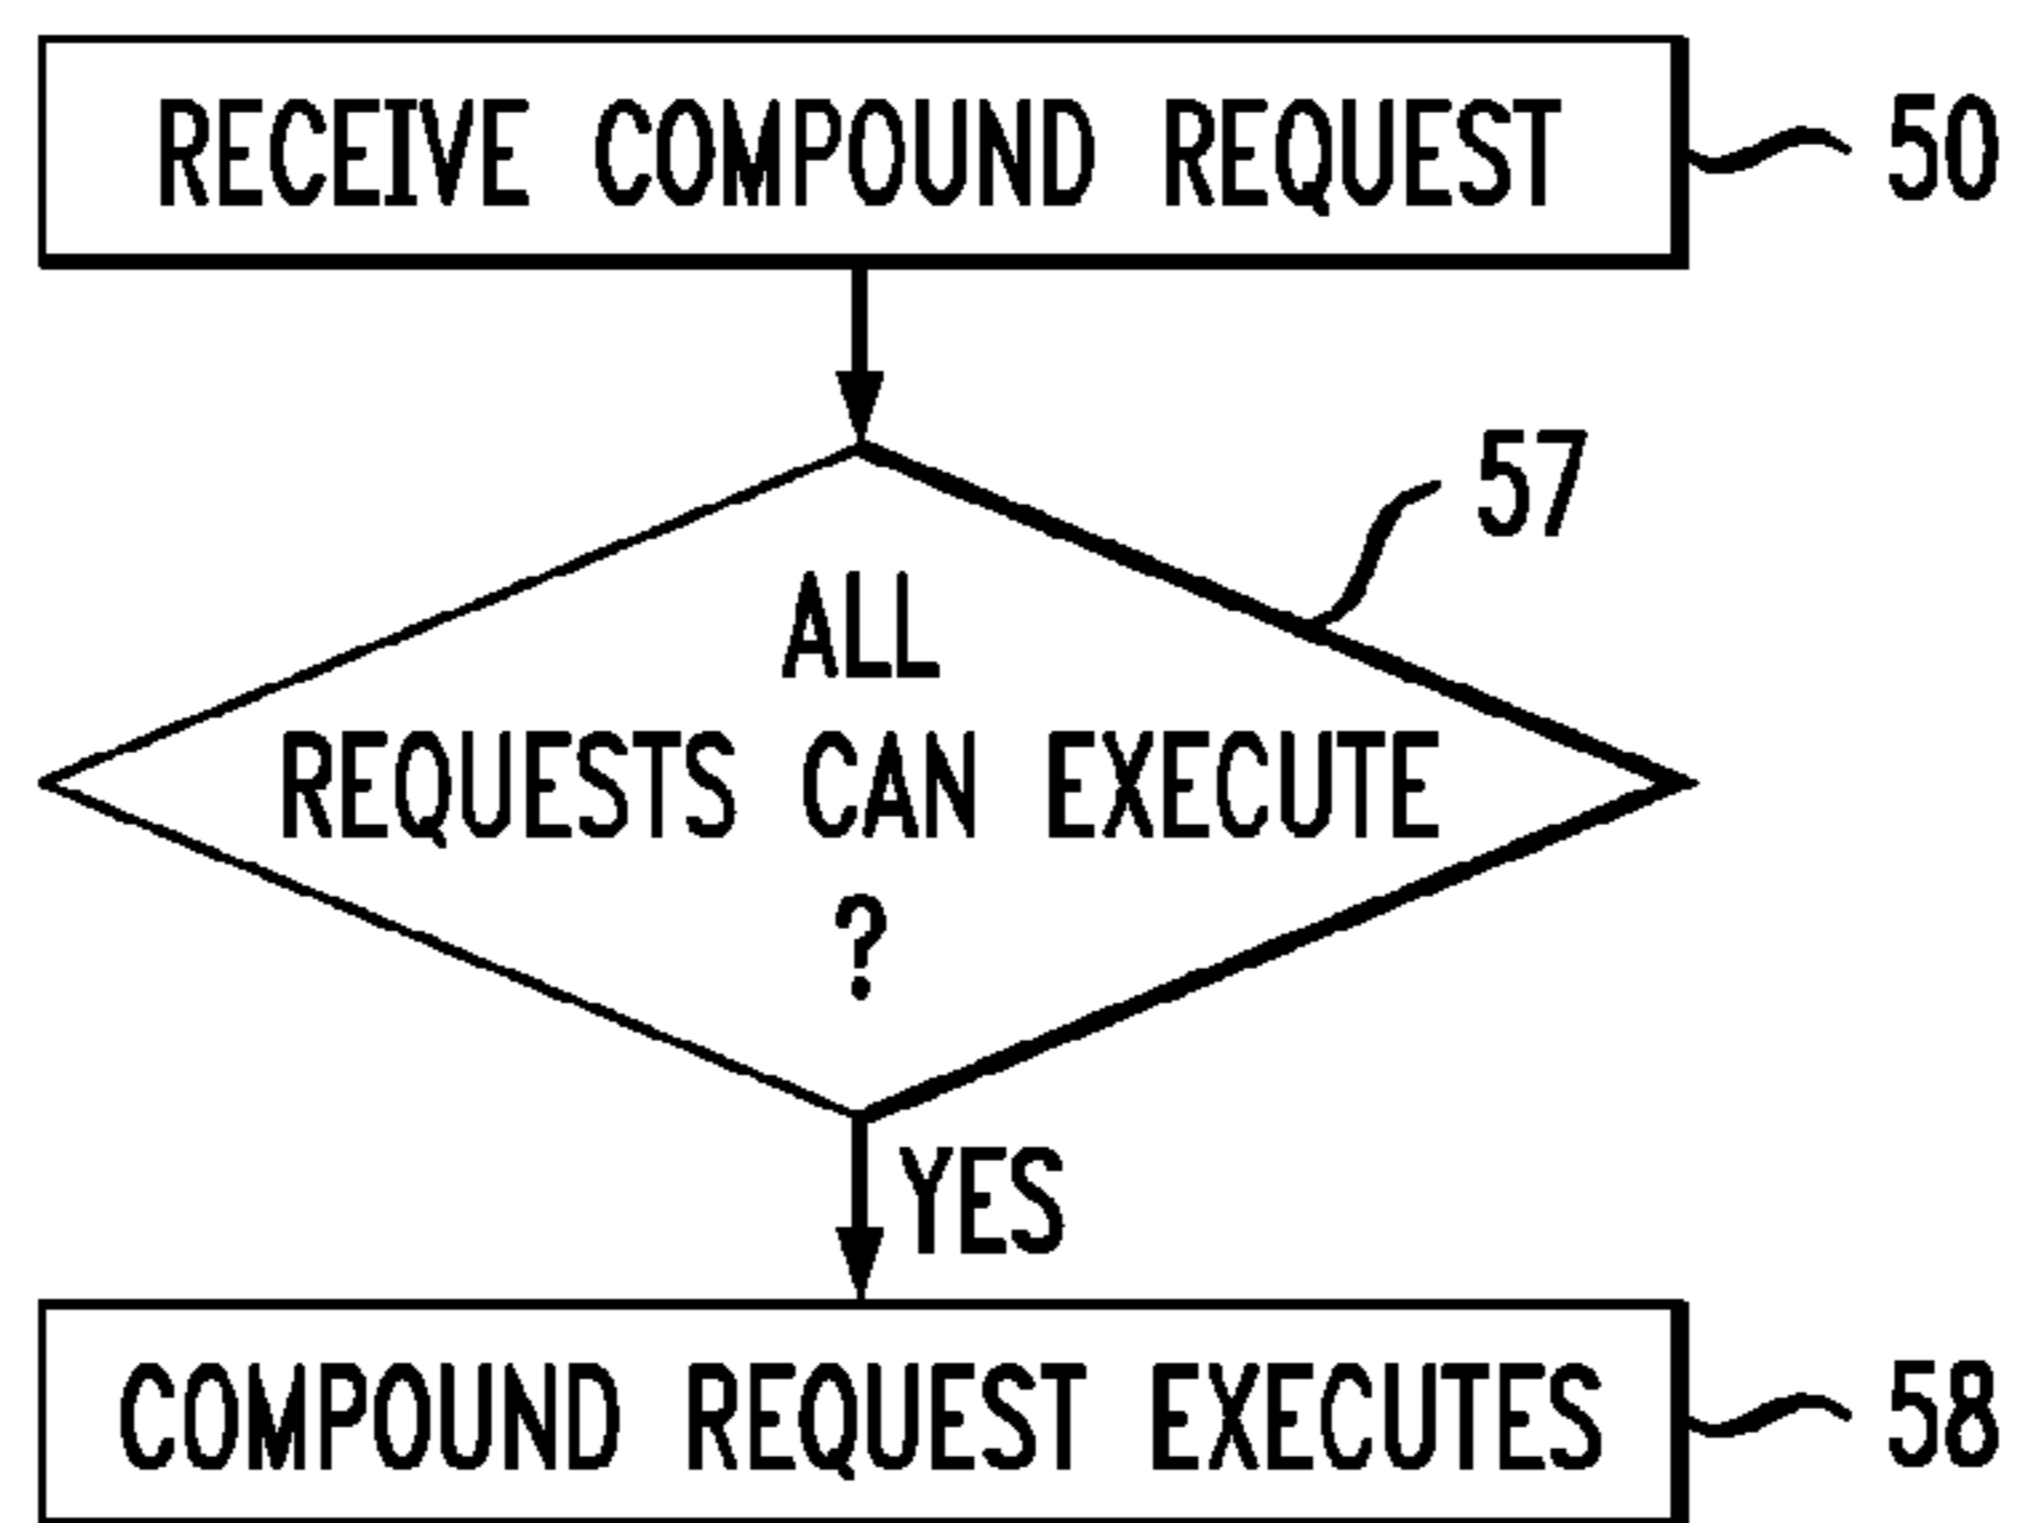 RECEIVE COMPOUND REQUEST
50
57
ALL
REQUESTS CAN EXECUTE
?
YES
COMPOUND REQUEST EXECUTES
58